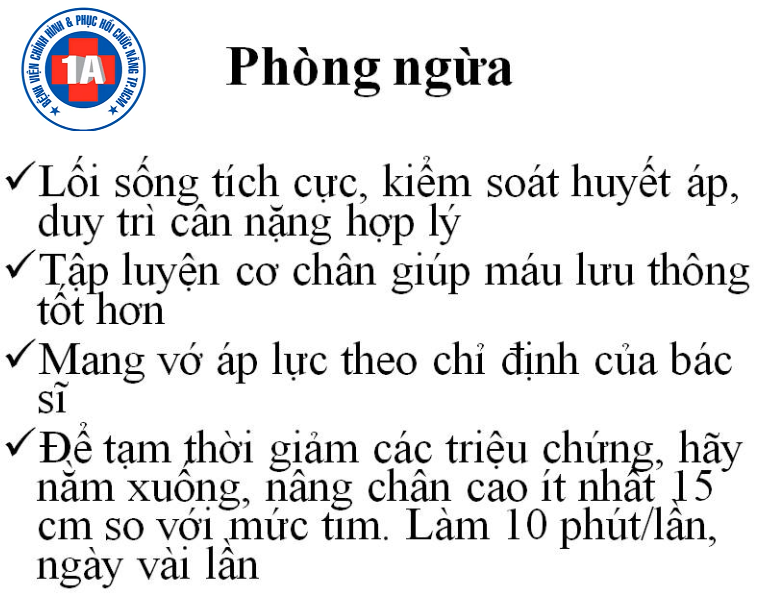 BỆNH VIỆN CHỈNH HÌNH & PHỤC HỒI CHỨC NĂNG TP.HCM
1A
Phòng ngừa
✓Lối sống tích cực, kiểm soát huyết áp,
duy trì cân nặng hợp lý
✓Tập luyện cơ chân giúp máu lưu thông
tốt hơn
✓Mang vớ áp lực theo chỉ định của bác
sĩ
✓Để tạm thời giảm các triệu chứng, hãy
nằm xuống, nâng chân cao ít nhất 15
cm so với mức tim. Làm 10 phút/lần,
ngày vài lần